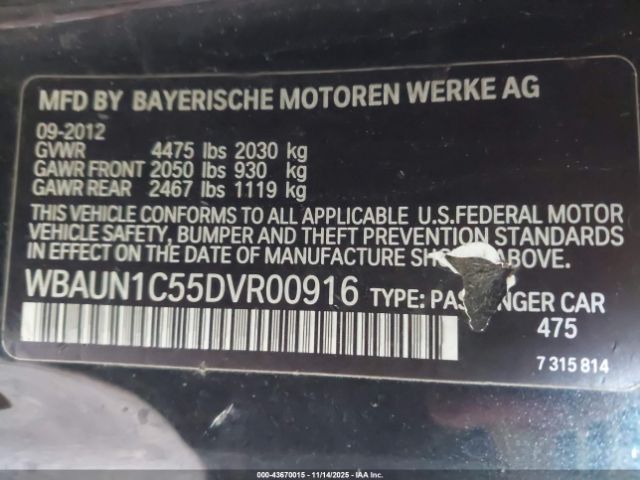 MFD BY BAYERISCHE MOTOREN WERKE AG
09-2012
GVWR 4475 lbs 2030 kg
GAWR FRONT 2050 lbs 930 kg
GAWR REAR 2467 lbs 1119 kg
THIS VEHICLE CONFORMS TO ALL APPLICABLE U.S.FEDERAL MOTOR
VEHICLE SAFETY, BUMPER AND THEFT PREVENTION STANDARDS
IN EFFECT ON THE DATE OF MANUFACTURE ABOVE.
WBAUN1C55DVR00916 TYPE: CAR
475
7 315 814
000-43670015 - 11/14/2025 - IAA Inc.